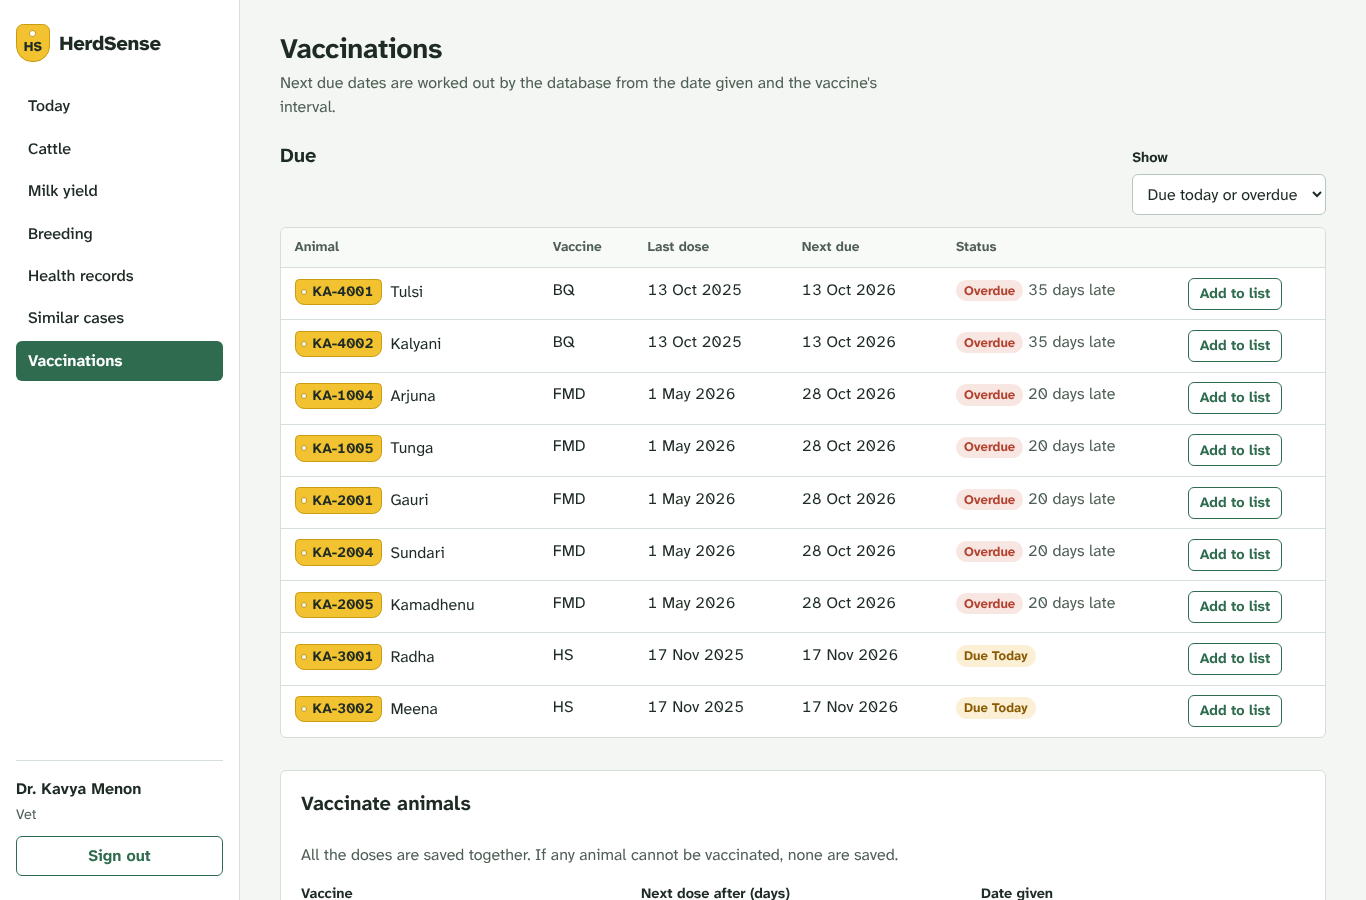 HS HerdSense
Today
Cattle
Milk yield
Breeding
Health records
Similar cases
Vaccinations
Dr. Kavya Menon
Vet
Sign out
Vaccinations
Next due dates are worked out by the database from the date given and the vaccine's
interval.
Due
Show
Due today or overdue
Animal Vaccine Last dose Next due Status
KA-4001 Tulsi BQ 13 Oct 2025 13 Oct 2026 Overdue 35 days late Add to list
KA-4002 Kalyani BQ 13 Oct 2025 13 Oct 2026 Overdue 35 days late Add to list
KA-1004 Arjuna FMD 1 May 2026 28 Oct 2026 Overdue 20 days late Add to list
KA-1005 Tunga FMD 1 May 2026 28 Oct 2026 Overdue 20 days late Add to list
KA-2001 Gauri FMD 1 May 2026 28 Oct 2026 Overdue 20 days late Add to list
KA-2004 Sundari FMD 1 May 2026 28 Oct 2026 Overdue 20 days late Add to list
KA-2005 Kamadhenu FMD 1 May 2026 28 Oct 2026 Overdue 20 days late Add to list
KA-3001 Radha HS 17 Nov 2025 17 Nov 2026 Due Today Add to list
KA-3002 Meena HS 17 Nov 2025 17 Nov 2026 Due Today Add to list
Vaccinate animals
All the doses are saved together. If any animal cannot be vaccinated, none are saved.
Vaccine Next dose after (days) Date given